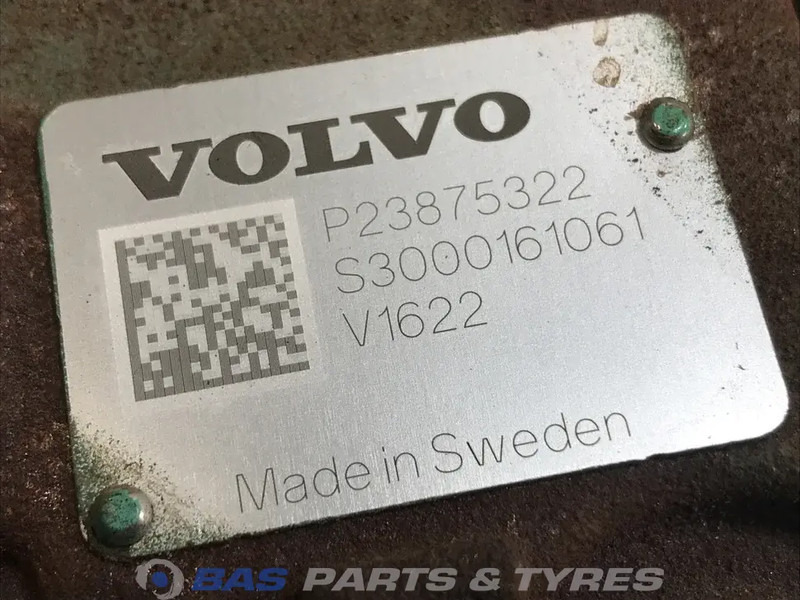 VOLVO
P23875322
S3000161061
V1622
Made in Sweden
BAS PARTS & TYRES